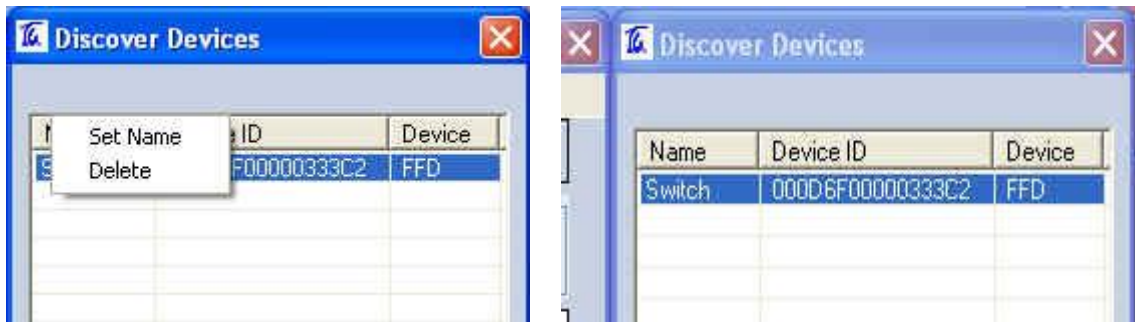 Discover Devices
Set Name
Delete
ID Device
F00000333C2 FFD
Discover Devices
Name Device ID Device
Switch 000D6F00000333C2 FFD